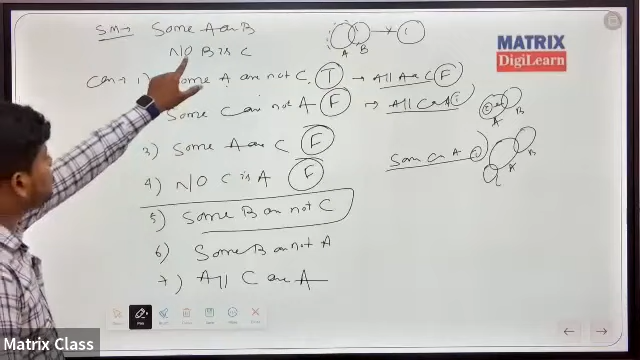 SM→ Some A are B
No B is C
Con→ 1) Some A are not C. T → All A are C F
Some C are not A F → All C are A i
3) Some A are C F
4) NO C is A F
5) Some B are not C
6) Some B are not A
7) All C are A
A B C
A B
Some C are A i
A B C
MATRIX
DigiLearn
Matrix Class